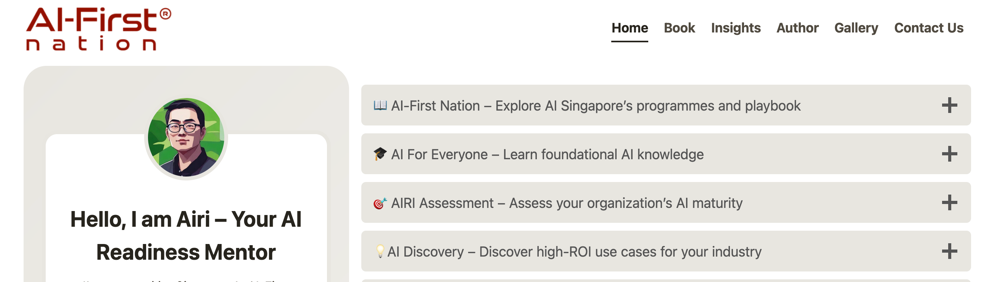 AI-First®
nation
Home Book Insights Author Gallery Contact Us
Hello, I am Airi – Your AI
Readiness Mentor
📖 AI-First Nation – Explore AI Singapore’s programmes and playbook
🎓 AI For Everyone – Learn foundational AI knowledge
🎯 AIRI Assessment – Assess your organization’s AI maturity
💡AI Discovery – Discover high-ROI use cases for your industry